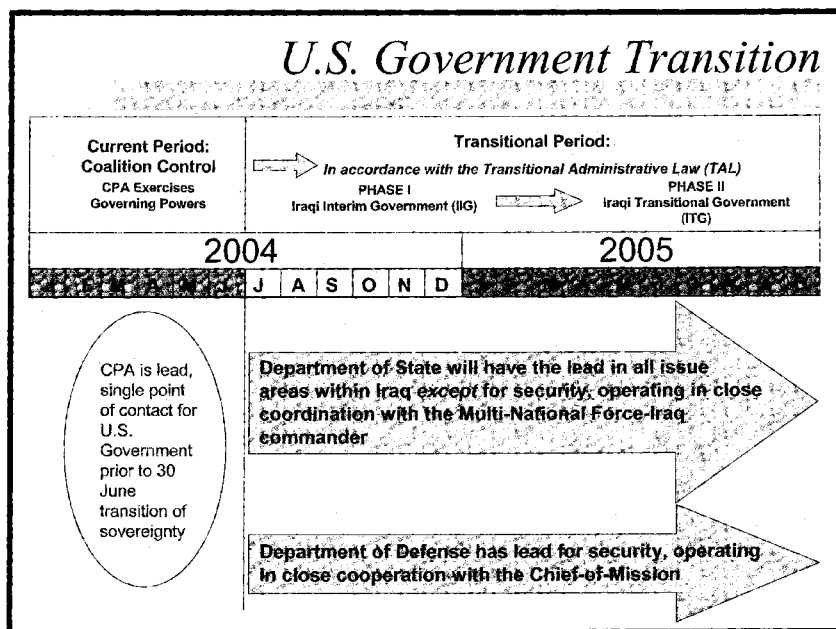 U.S. Government Transition
Current Period:
Coalition Control
CPA Exercises
Governing Powers
Transitional Period:
In accordance with the Transitional Administrative Law (TAL)
PHASE I
Iraqi Interim Government (IIG)
PHASE II
Iraqi Transitional Government
(ITG)
2004
2005
J F M A M J J A S O N D
CPA is lead,
single point
of contact for
U.S.
Government
prior to 30
June
transition of
sovereignty
Department of State will have the lead in all issue
areas within Iraq except for security, operating in close
coordination with the Multi-National Force-Iraq
commander
Department of Defense has lead for security, operating
in close cooperation with the Chief-of-Mission